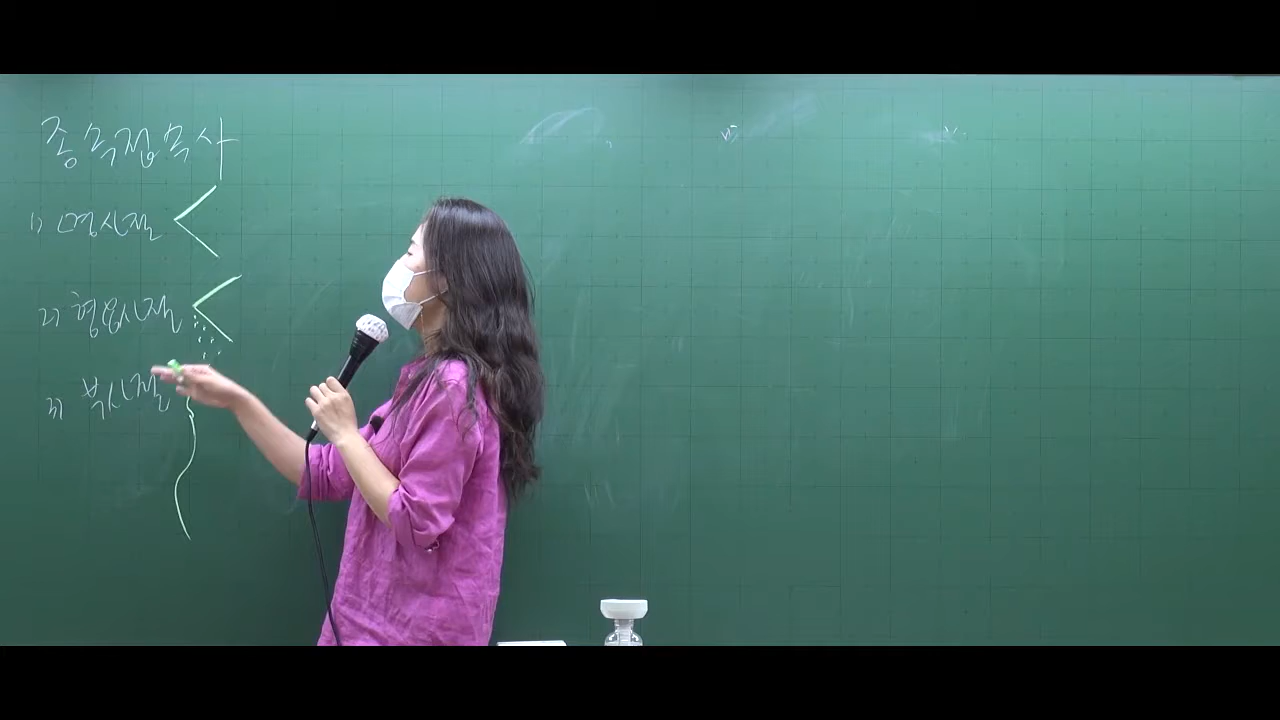 종속접속사
1) 명사절
2) 형용사절
3) 부사절